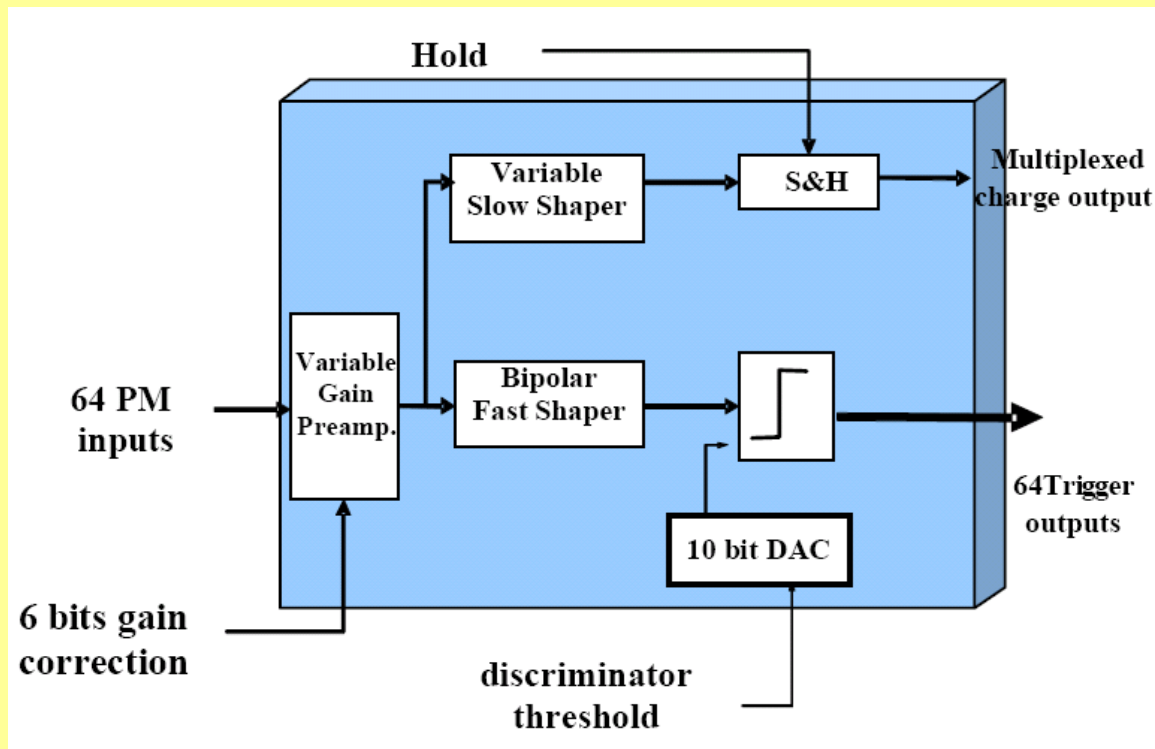 Hold
Variable
Slow Shaper
S&H
Multiplexed
charge output
Variable
Gain
Preamp.
64 PM
inputs
Bipolar
Fast Shaper
64Trigger
outputs
10 bit DAC
6 bits gain
correction
discriminator
threshold